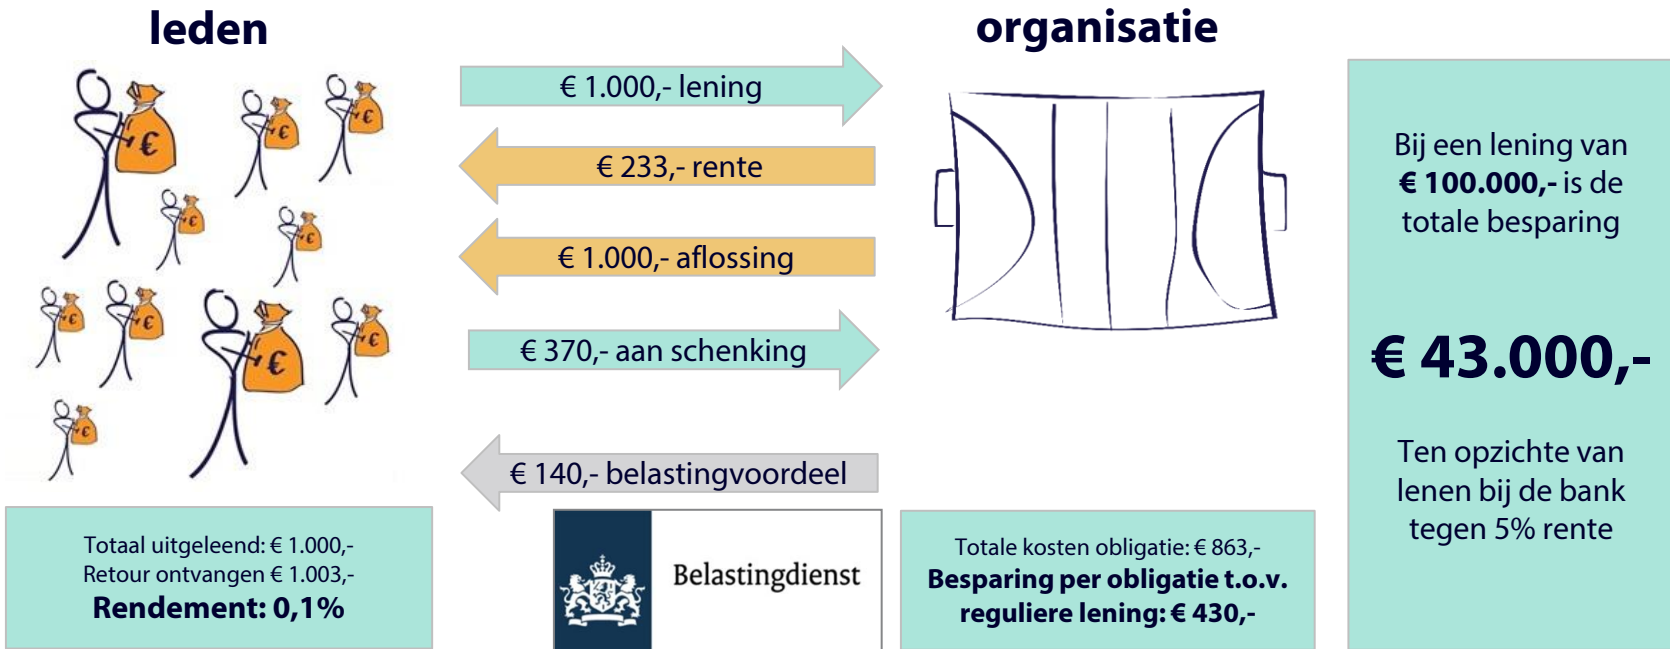 leden
organisatie
€ 1.000,- lening
€ 233,- rente
€ 1.000,- aflossing
€ 370,- aan schenking
€ 140,- belastingvoordeel
€
€
€
€
€
€
€
€
€
€
Totaal uitgeleend: € 1.000,-
Retour ontvangen € 1.003,-
Rendement: 0,1%
Belastingdienst
Totale kosten obligatie: € 863,-
Besparing per obligatie t.o.v.
reguliere lening: € 430,-
Bij een lening van
€ 100.000,- is de
totale besparing
€ 43.000,-
Ten opzichte van
lenen bij de bank
tegen 5% rente